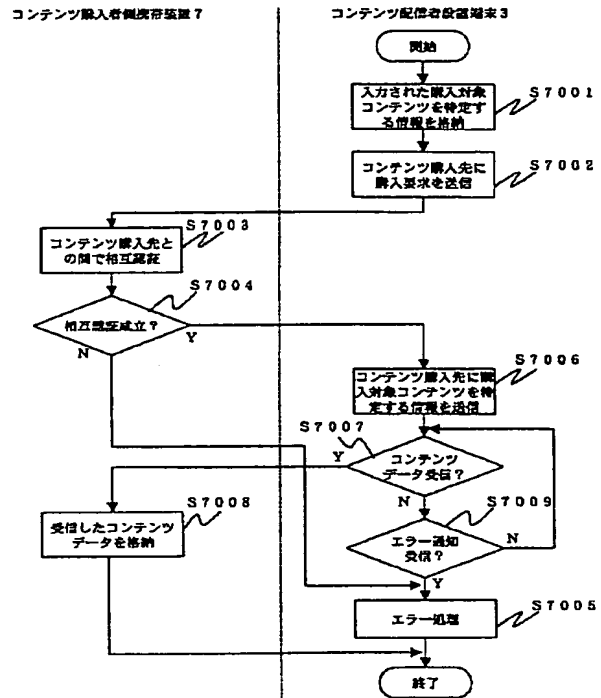 コンテンツ購入者側携帯装置7
コンテンツ配信者設置端末3
開始
入力された購入対象
コンテンツを特定す
る情報を格納
S7001
コンテンツ購入先に
購入要求を送信
S7002
S7003
コンテンツ購入先と
の間で相互認証
S7004
相互認証成立?
Y
N
コンテンツ購入先に購
入対象コンテンツを特
定する情報を送信
S7006
S7007
Y
コンテンツ
データ受信?
N
S7008
受信したコンテンツ
データを格納
S7009
エラー通知
受信?
N
Y
エラー処理
S7005
終了